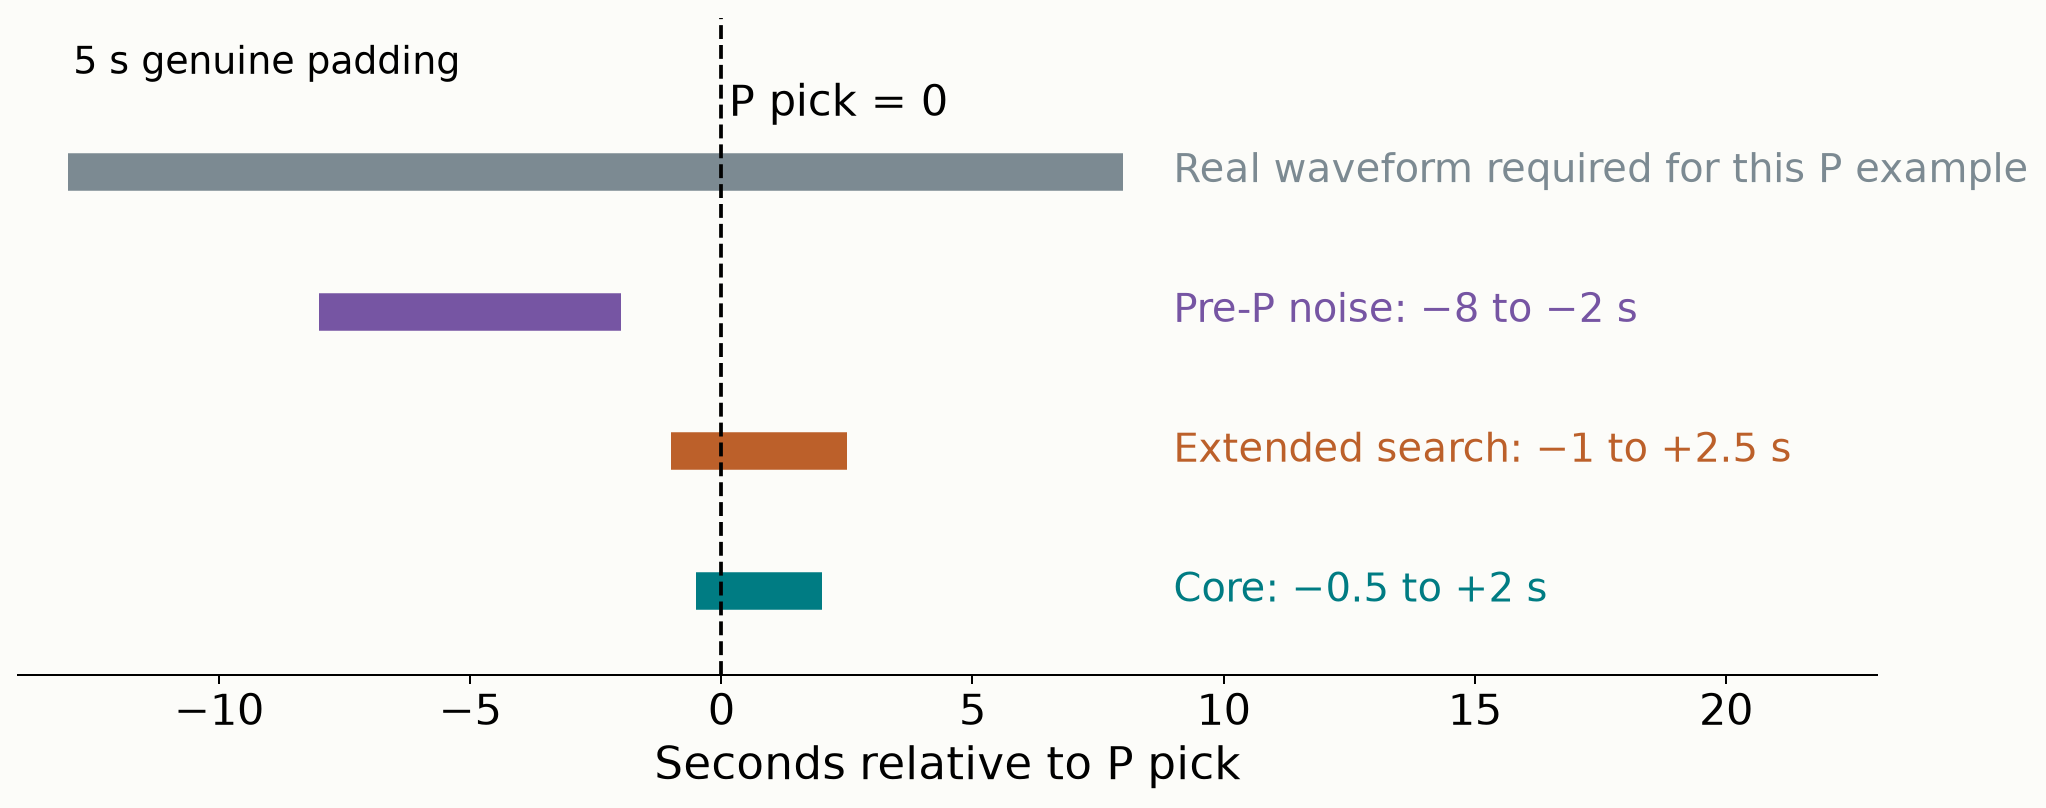 5 s genuine padding
P pick = 0
Real waveform required for this P example
Pre-P noise: −8 to −2 s
Extended search: −1 to +2.5 s
Core: −0.5 to +2 s
−10 −5 0 5 10 15 20
Seconds relative to P pick